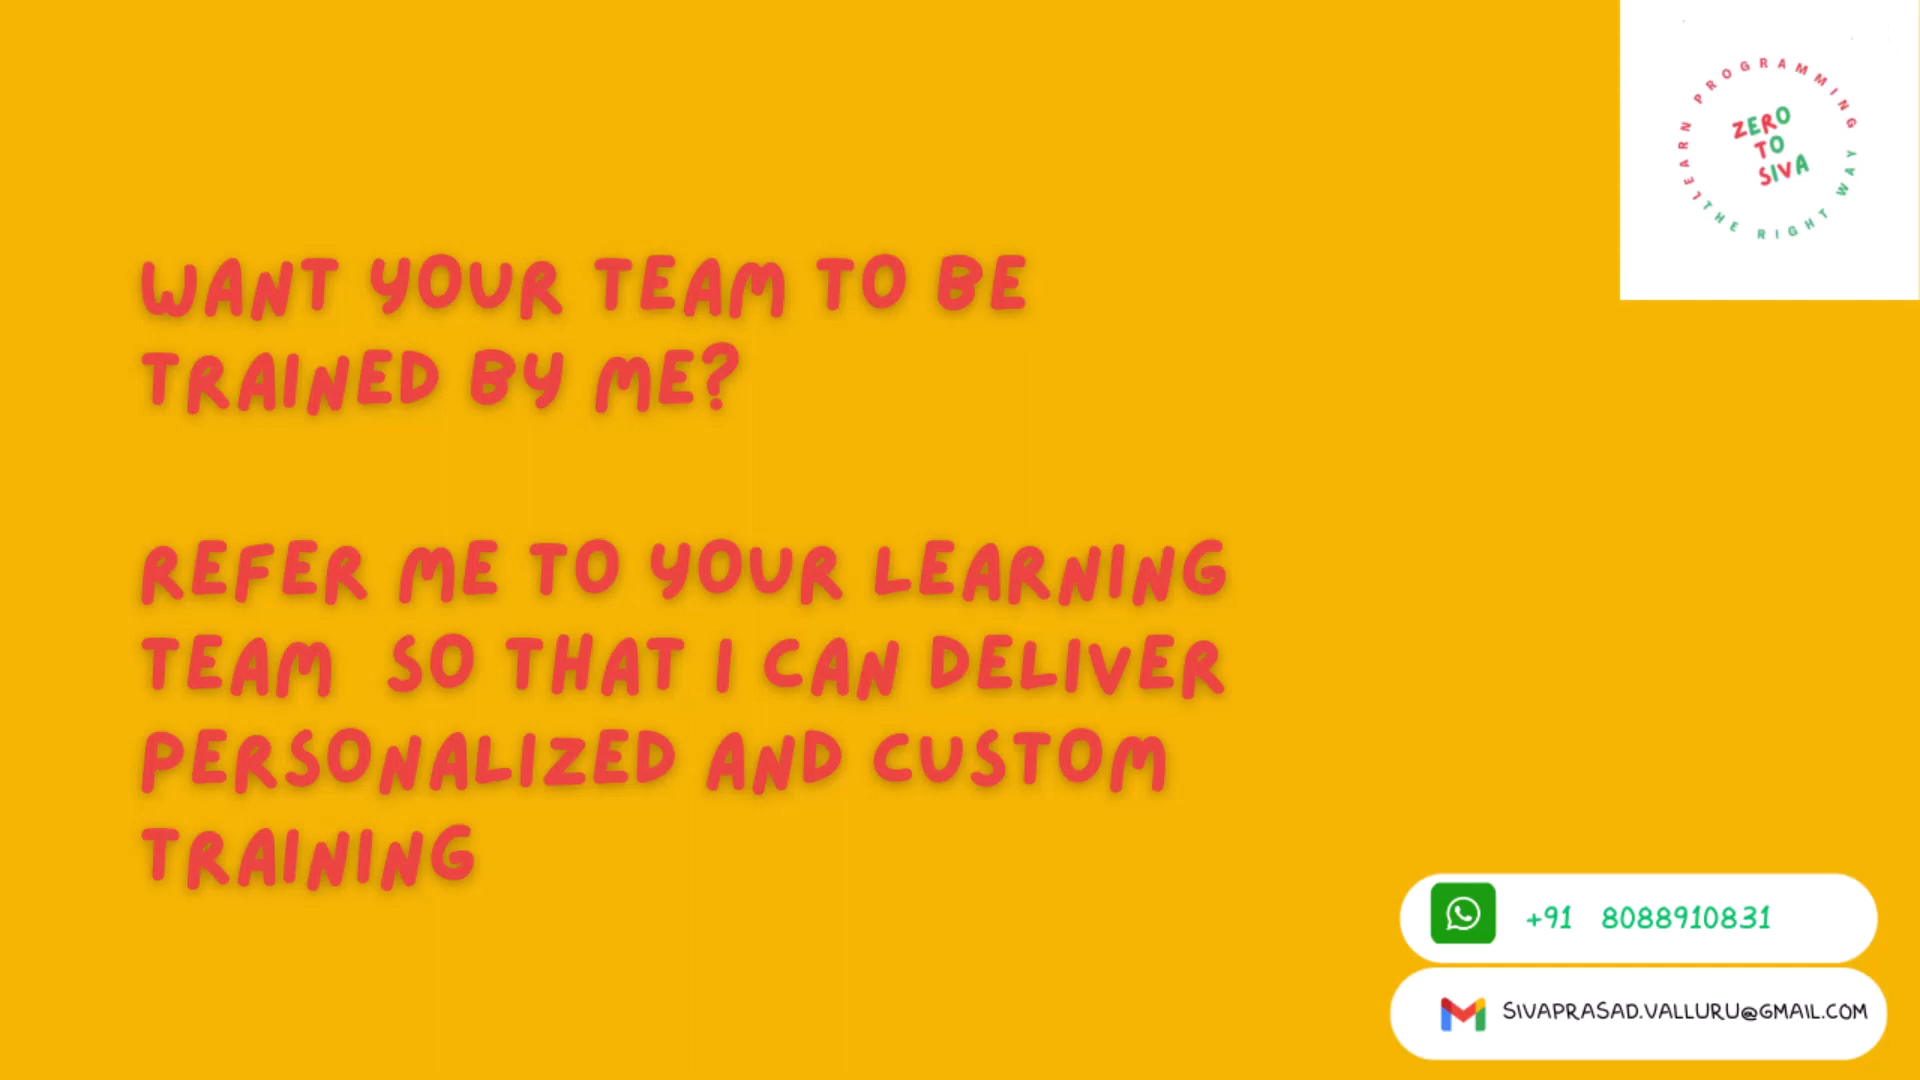 LEARN PROGRAMMING
THE RIGHT WAY
ZERO
TO
SIVA
WANT YOUR TEAM TO BE
TRAINED BY ME?
REFER ME TO YOUR LEARNING
TEAM SO THAT I CAN DELIVER
PERSONALIZED AND CUSTOM
TRAINING
+91 8088910831
SIVAPRASAD.VALLURU@GMAIL.COM